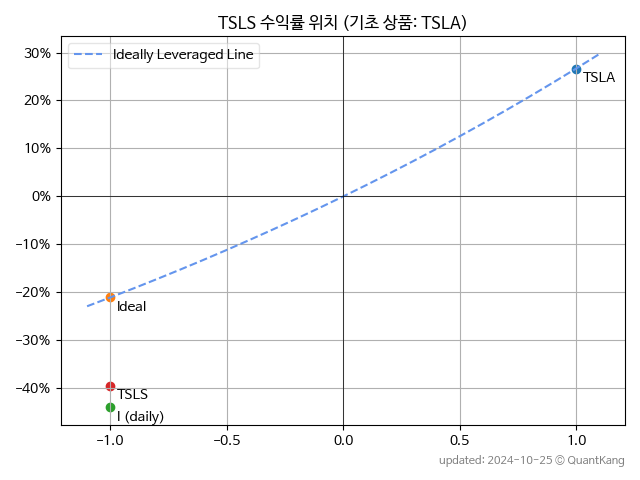 TSLS 수익률 위치 (기초 상품: TSLA)
Ideally Leveraged Line
30%
20%
10%
0%
−10%
−20%
−30%
−40%
TSLA
Ideal
TSLS
I (daily)
−1.0 −0.5 0.0 0.5 1.0
updated: 2024-10-25 © QuantKang